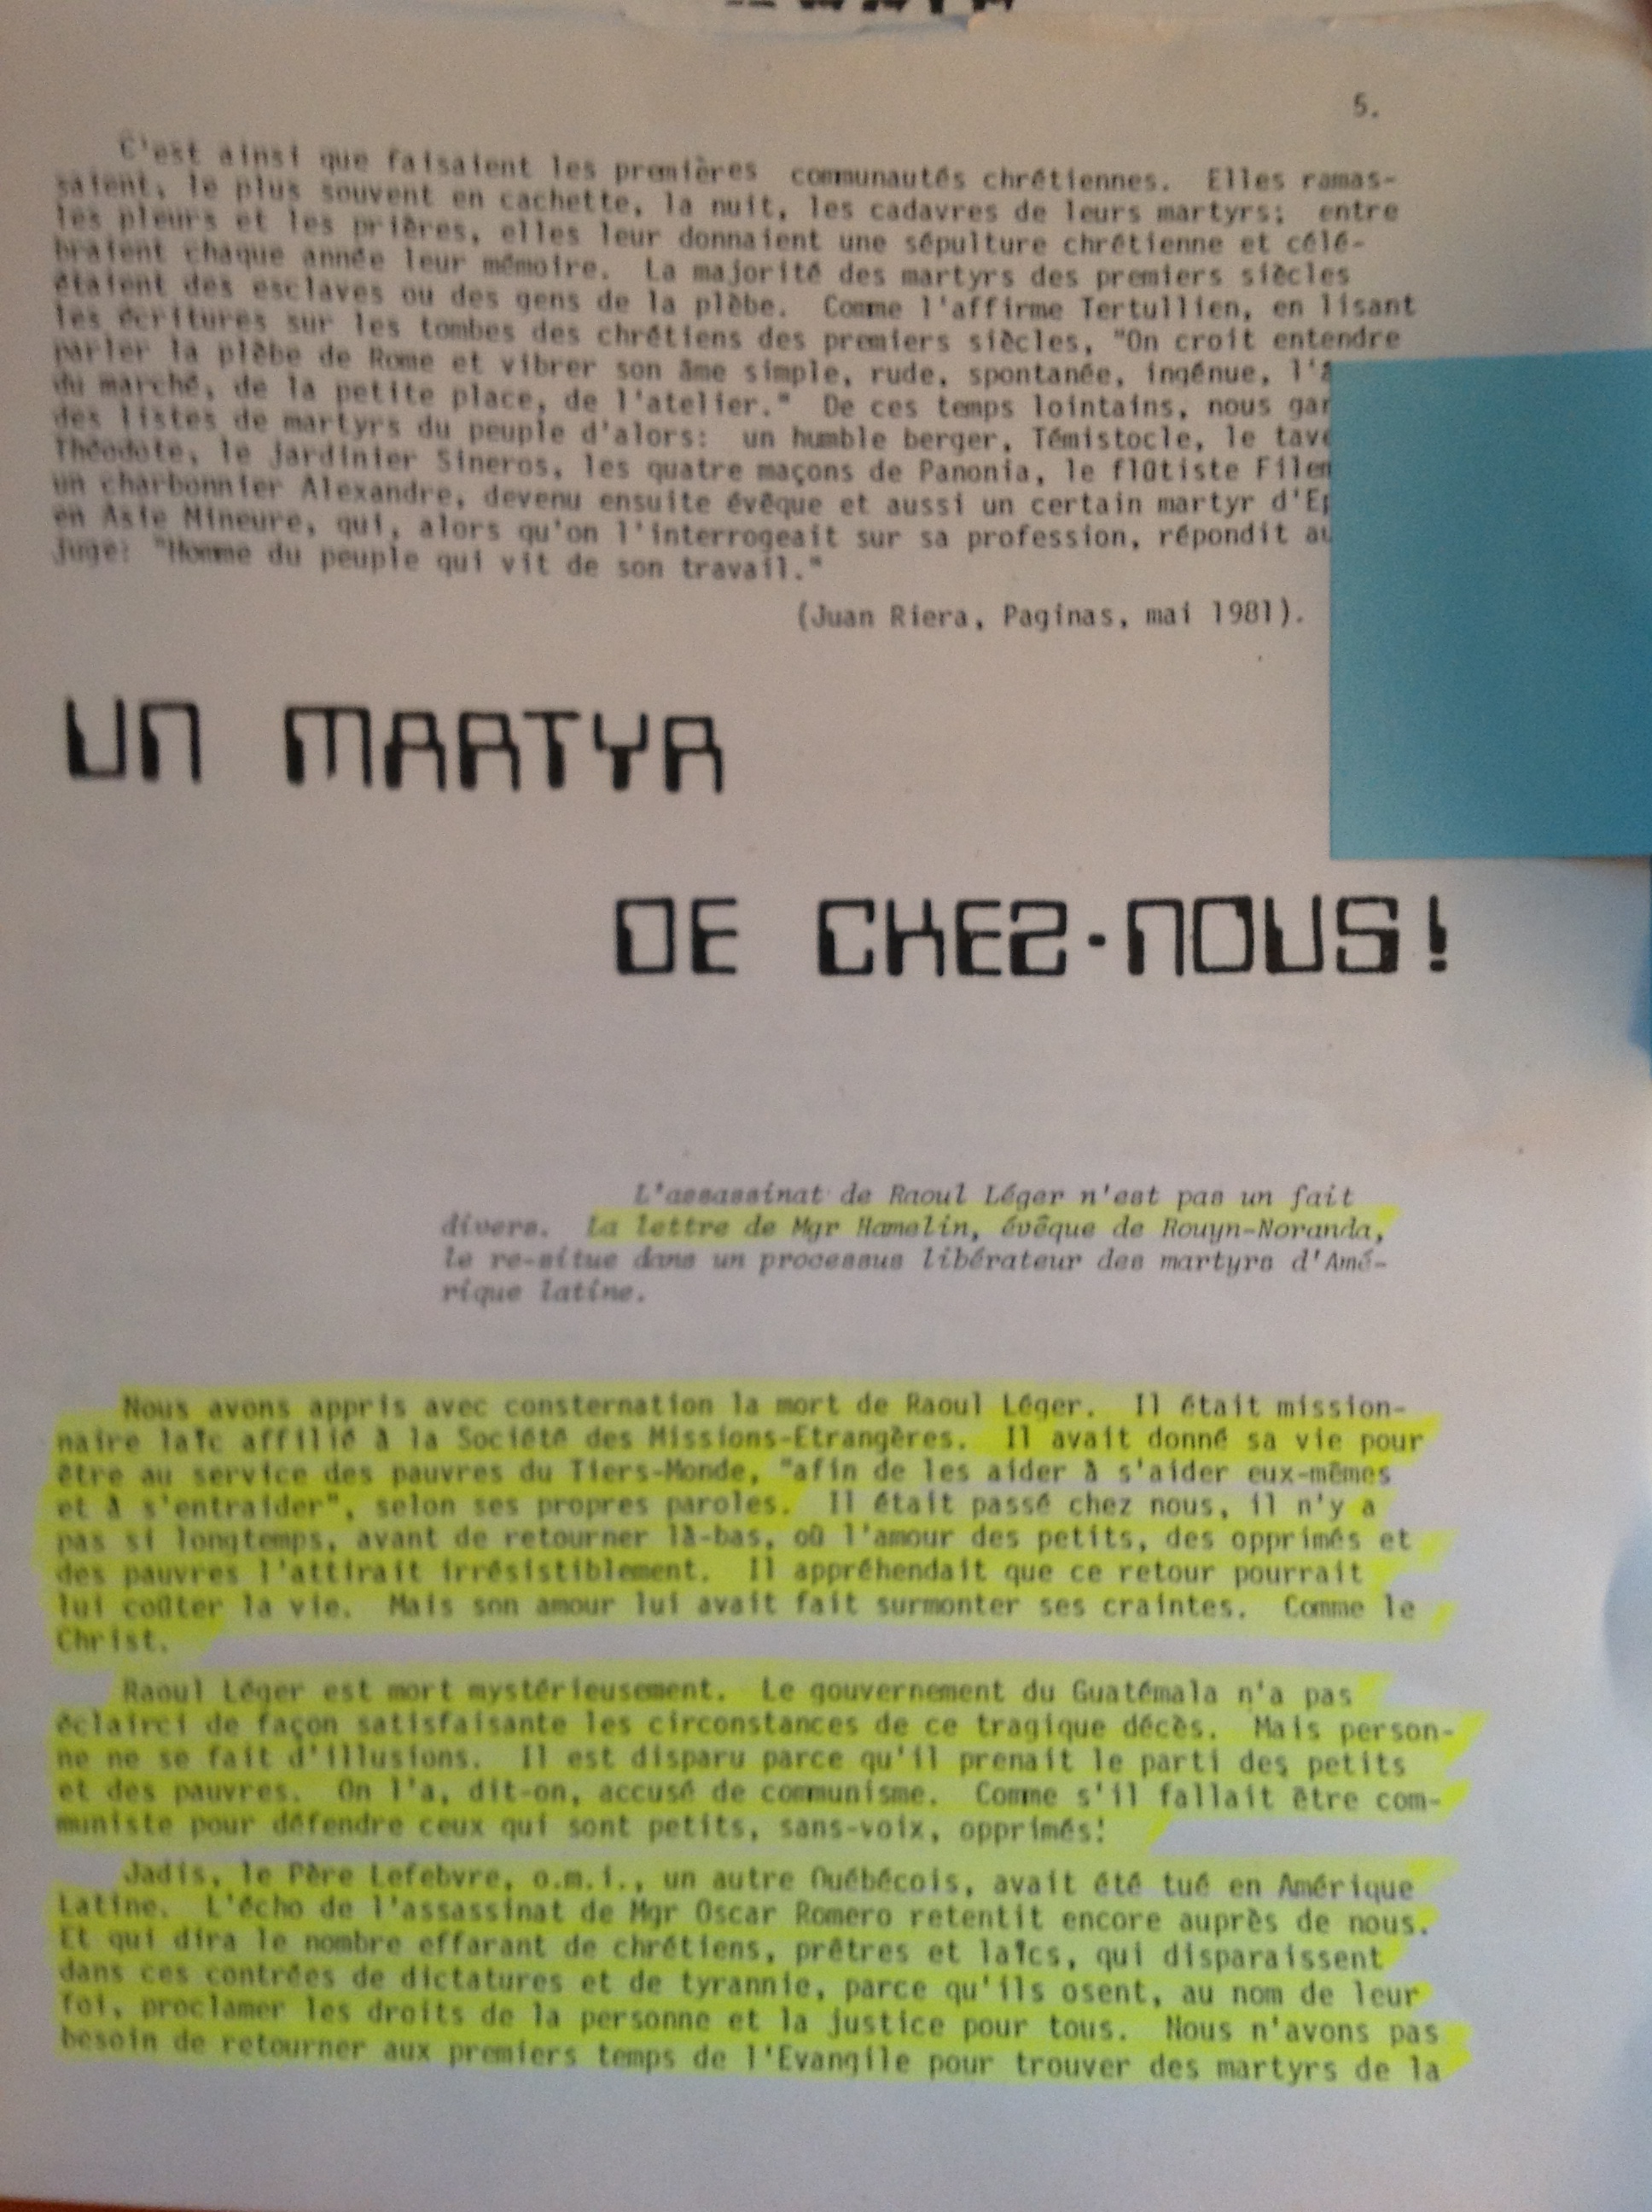 5.
C'est ainsi que faisaient les premières communautés chrétiennes. Elles ramas-
saient, le plus souvent en cachette, la nuit, les cadavres de leurs martyrs; entre
les pleurs et les prières, elles leur donnaient une sépulture chrétienne et célé-
braient chaque année leur mémoire. La majorité des martyrs des premiers siècles
étaient des esclaves ou des gens de la plèbe. Comme l'affirme Tertullien, en lisant
les écritures sur les tombes des chrétiens des premiers siècles, "On croit entendre
parler la plèbe de Rome et vibrer son âme simple, rude, spontanée, ingénue, l'â
du marché, de la petite place, de l'atelier." De ces temps lointains, nous gar
des listes de martyrs du peuple d'alors: un humble berger, Témistocle, le tave
Théodote, le jardinier Sineros, les quatre maçons de Panonia, le flûtiste Filem
un charbonnier Alexandre, devenu ensuite évêque et aussi un certain martyr d'Ep
en Asie Mineure, qui, alors qu'on l'interrogeait sur sa profession, répondit au
juge: "Homme du peuple qui vit de son travail."
(Juan Riera, Paginas, mai 1981).
UN MARTYR
DE CHEZ-NOUS!
L'assassinat de Raoul Léger n'est pas un fait
divers. La lettre de Mgr Hamelin, évêque de Rouyn-Noranda,
le re-situe dans un processus libérateur des martyrs d'Amé-
rique latine.
Nous avons appris avec consternation la mort de Raoul Léger. Il était mission-
naire laïc affilié à la Société des Missions-Etrangères. Il avait donné sa vie pour
être au service des pauvres du Tiers-Monde, "afin de les aider à s'aider eux-mêmes
et à s'entraider", selon ses propres paroles. Il était passé chez nous, il n'y a
pas si longtemps, avant de retourner là-bas, où l'amour des petits, des opprimés et
des pauvres l'attirait irrésistiblement. Il appréhendait que ce retour pourrait
lui coûter la vie. Mais son amour lui avait fait surmonter ses craintes. Comme le
Christ.
Raoul Léger est mort mystérieusement. Le gouvernement du Guatémala n'a pas
éclairci de façon satisfaisante les circonstances de ce tragique décès. Mais person-
ne ne se fait d'illusions. Il est disparu parce qu'il prenait le parti des petits
et des pauvres. On l'a, dit-on, accusé de communisme. Comme s'il fallait être com-
muniste pour défendre ceux qui sont petits, sans-voix, opprimés!
Jadis, le Père Lefebvre, o.m.i., un autre Québécois, avait été tué en Amérique
Latine. L'écho de l'assassinat de Mgr Oscar Romero retentit encore auprès de nous.
Et qui dira le nombre effarant de chrétiens, prêtres et laïcs, qui disparaissent
dans ces contrées de dictatures et de tyrannie, parce qu'ils osent, au nom de leur
foi, proclamer les droits de la personne et la justice pour tous. Nous n'avons pas
besoin de retourner aux premiers temps de l'Evangile pour trouver des martyrs de la